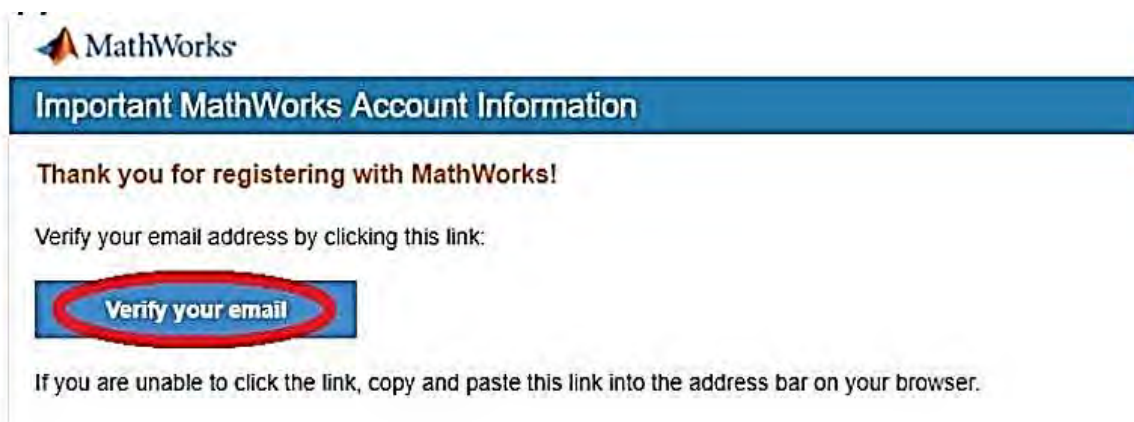 MathWorks
Important MathWorks Account Information
Thank you for registering with MathWorks!
Verify your email address by clicking this link:
Verify your email
If you are unable to click the link, copy and paste this link into the address bar on your browser.